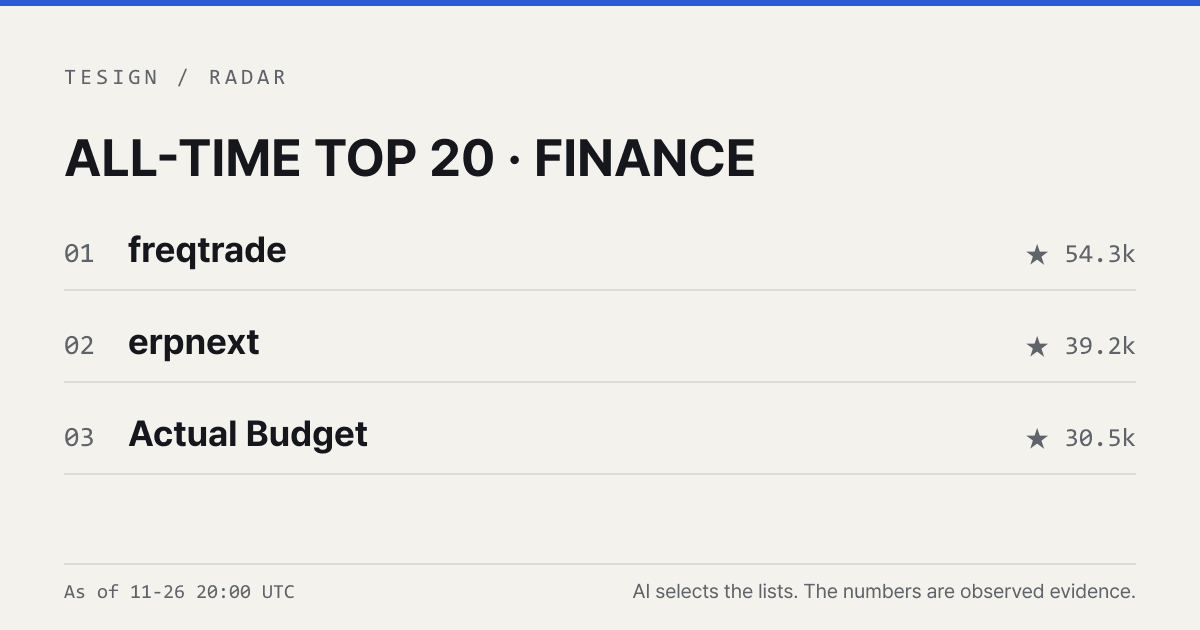 TESIGN / RADAR
ALL-TIME TOP 20 · FINANCE
01 freqtrade ★ 54.3k
02 erpnext ★ 39.2k
03 Actual Budget ★ 30.5k
As of 11-26 20:00 UTC AI selects the lists. The numbers are observed evidence.